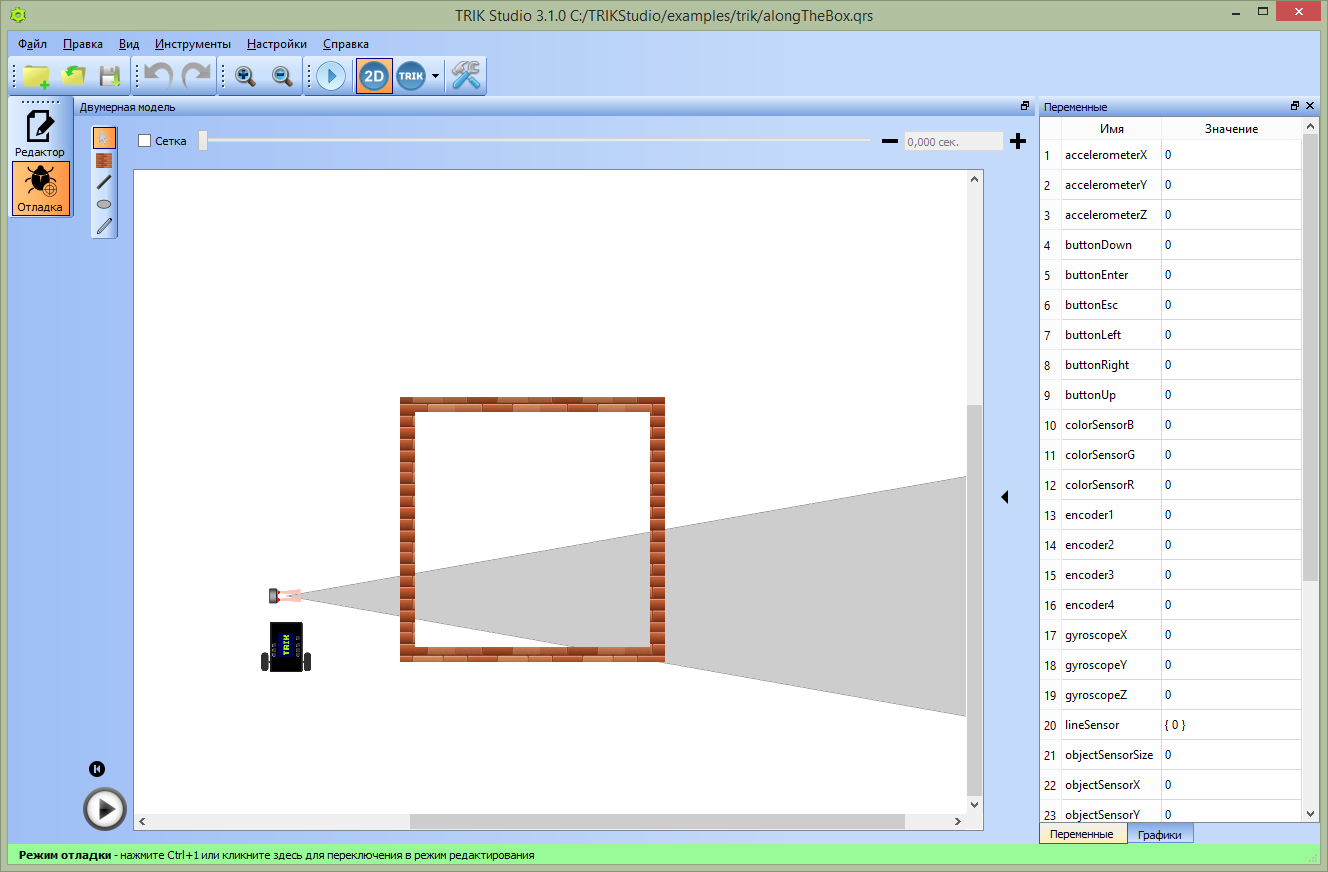 TRIK Studio 3.1.0 C:/TRIKStudio/examples/trik/alongTheBox.qrs
Файл Правка Вид Инструменты Настройки Справка
2D TRIK
Двумерная модель
Переменные
Редактор
Отладка
Сетка
0,000 сек.
Имя Значение
1 accelerometerX 0
2 accelerometerY 0
3 accelerometerZ 0
4 buttonDown 0
5 buttonEnter 0
6 buttonEsc 0
7 buttonLeft 0
8 buttonRight 0
9 buttonUp 0
10 colorSensorB 0
11 colorSensorG 0
12 colorSensorR 0
13 encoder1 0
14 encoder2 0
15 encoder3 0
16 encoder4 0
17 gyroscopeX 0
18 gyroscopeY 0
19 gyroscopeZ 0
20 lineSensor { 0 }
21 objectSensorSize 0
22 objectSensorX 0
23 objectSensorY 0
TRIK
Переменные Графики
Режим отладки - нажмите Ctrl+1 или кликните здесь для переключения в режим редактирования